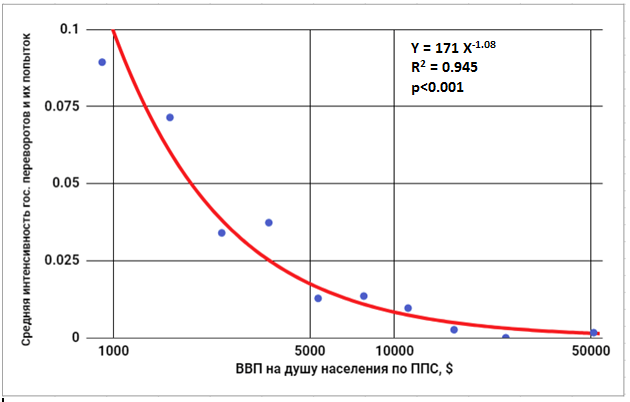 Средняя интенсивность гос. переворотов и их попыток
0.1
0.075
0.05
0.025
0
Y = 171 X-1.08
R2 = 0.945
p<0.001
1000 5000 10000 50000
ВВП на душу населения по ППС, $